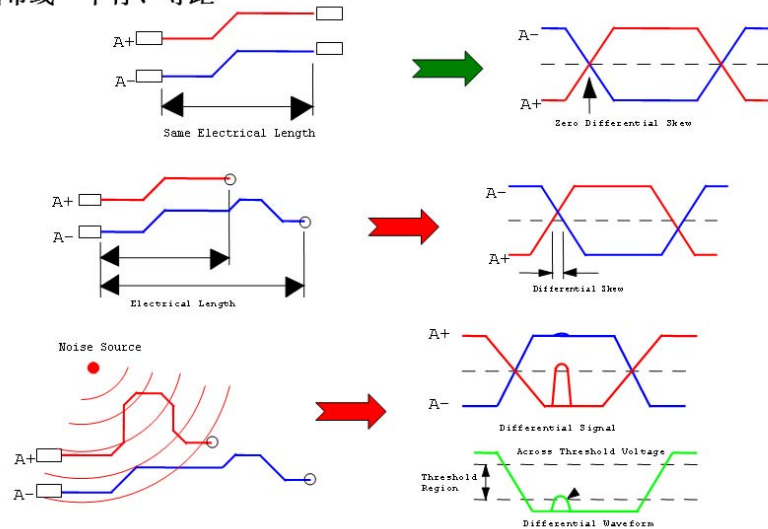 A+
A-
Same Electrical Length
A-
A+
Zero Differential Skew
A+
A-
Electrical Length
A-
A+
Differential Skew
Noise Source
A+
A-
A+
A-
Differential Signal
Across Threshold Voltage
Threshold
Region
Differential Waveform